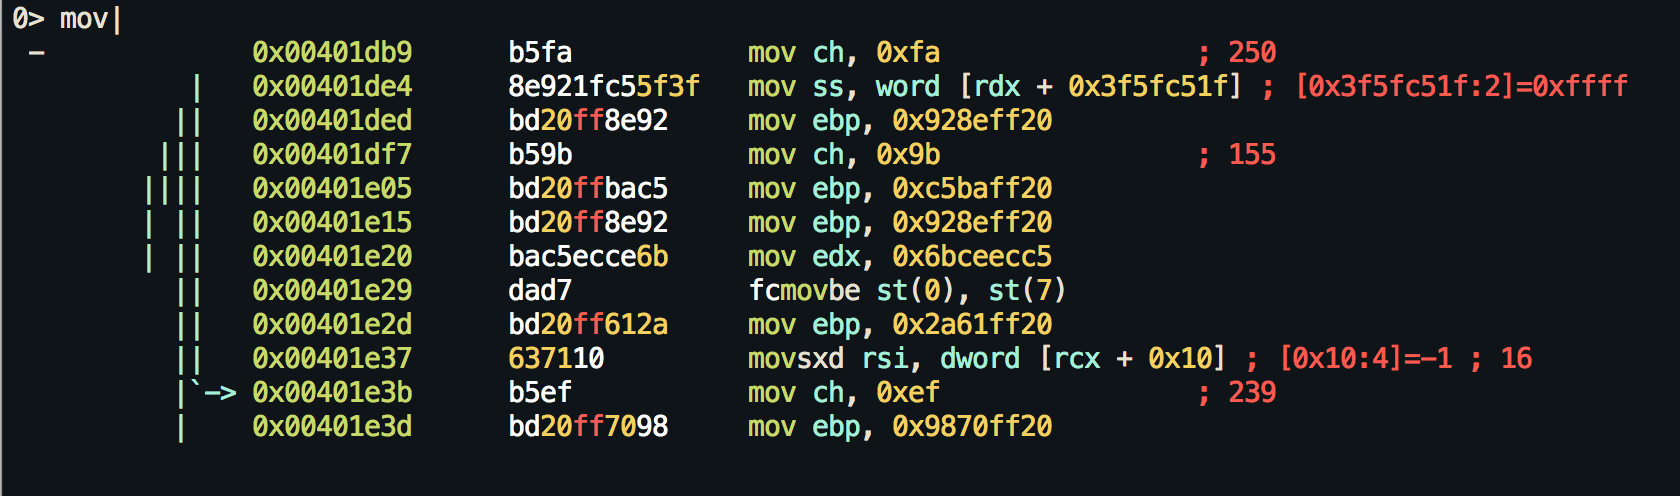 0> mov|
- 0x00401db9 b5fa mov ch, 0xfa ; 250
| 0x00401de4 8e921fc55f3f mov ss, word [rdx + 0x3f5fc51f] ; [0x3f5fc51f:2]=0xffff
|| 0x00401ded bd20ff8e92 mov ebp, 0x928eff20
||| 0x00401df7 b59b mov ch, 0x9b ; 155
|||| 0x00401e05 bd20ffbac5 mov ebp, 0xc5baff20
| || 0x00401e15 bd20ff8e92 mov ebp, 0x928eff20
| || 0x00401e20 bac5ecce6b mov edx, 0x6bceecc5
|| 0x00401e29 dad7 fcmovbe st(0), st(7)
|| 0x00401e2d bd20ff612a mov ebp, 0x2a61ff20
|| 0x00401e37 637110 movsxd rsi, dword [rcx + 0x10] ; [0x10:4]=-1 ; 16
|`-> 0x00401e3b b5ef mov ch, 0xef ; 239
| 0x00401e3d bd20ff7098 mov ebp, 0x9870ff20